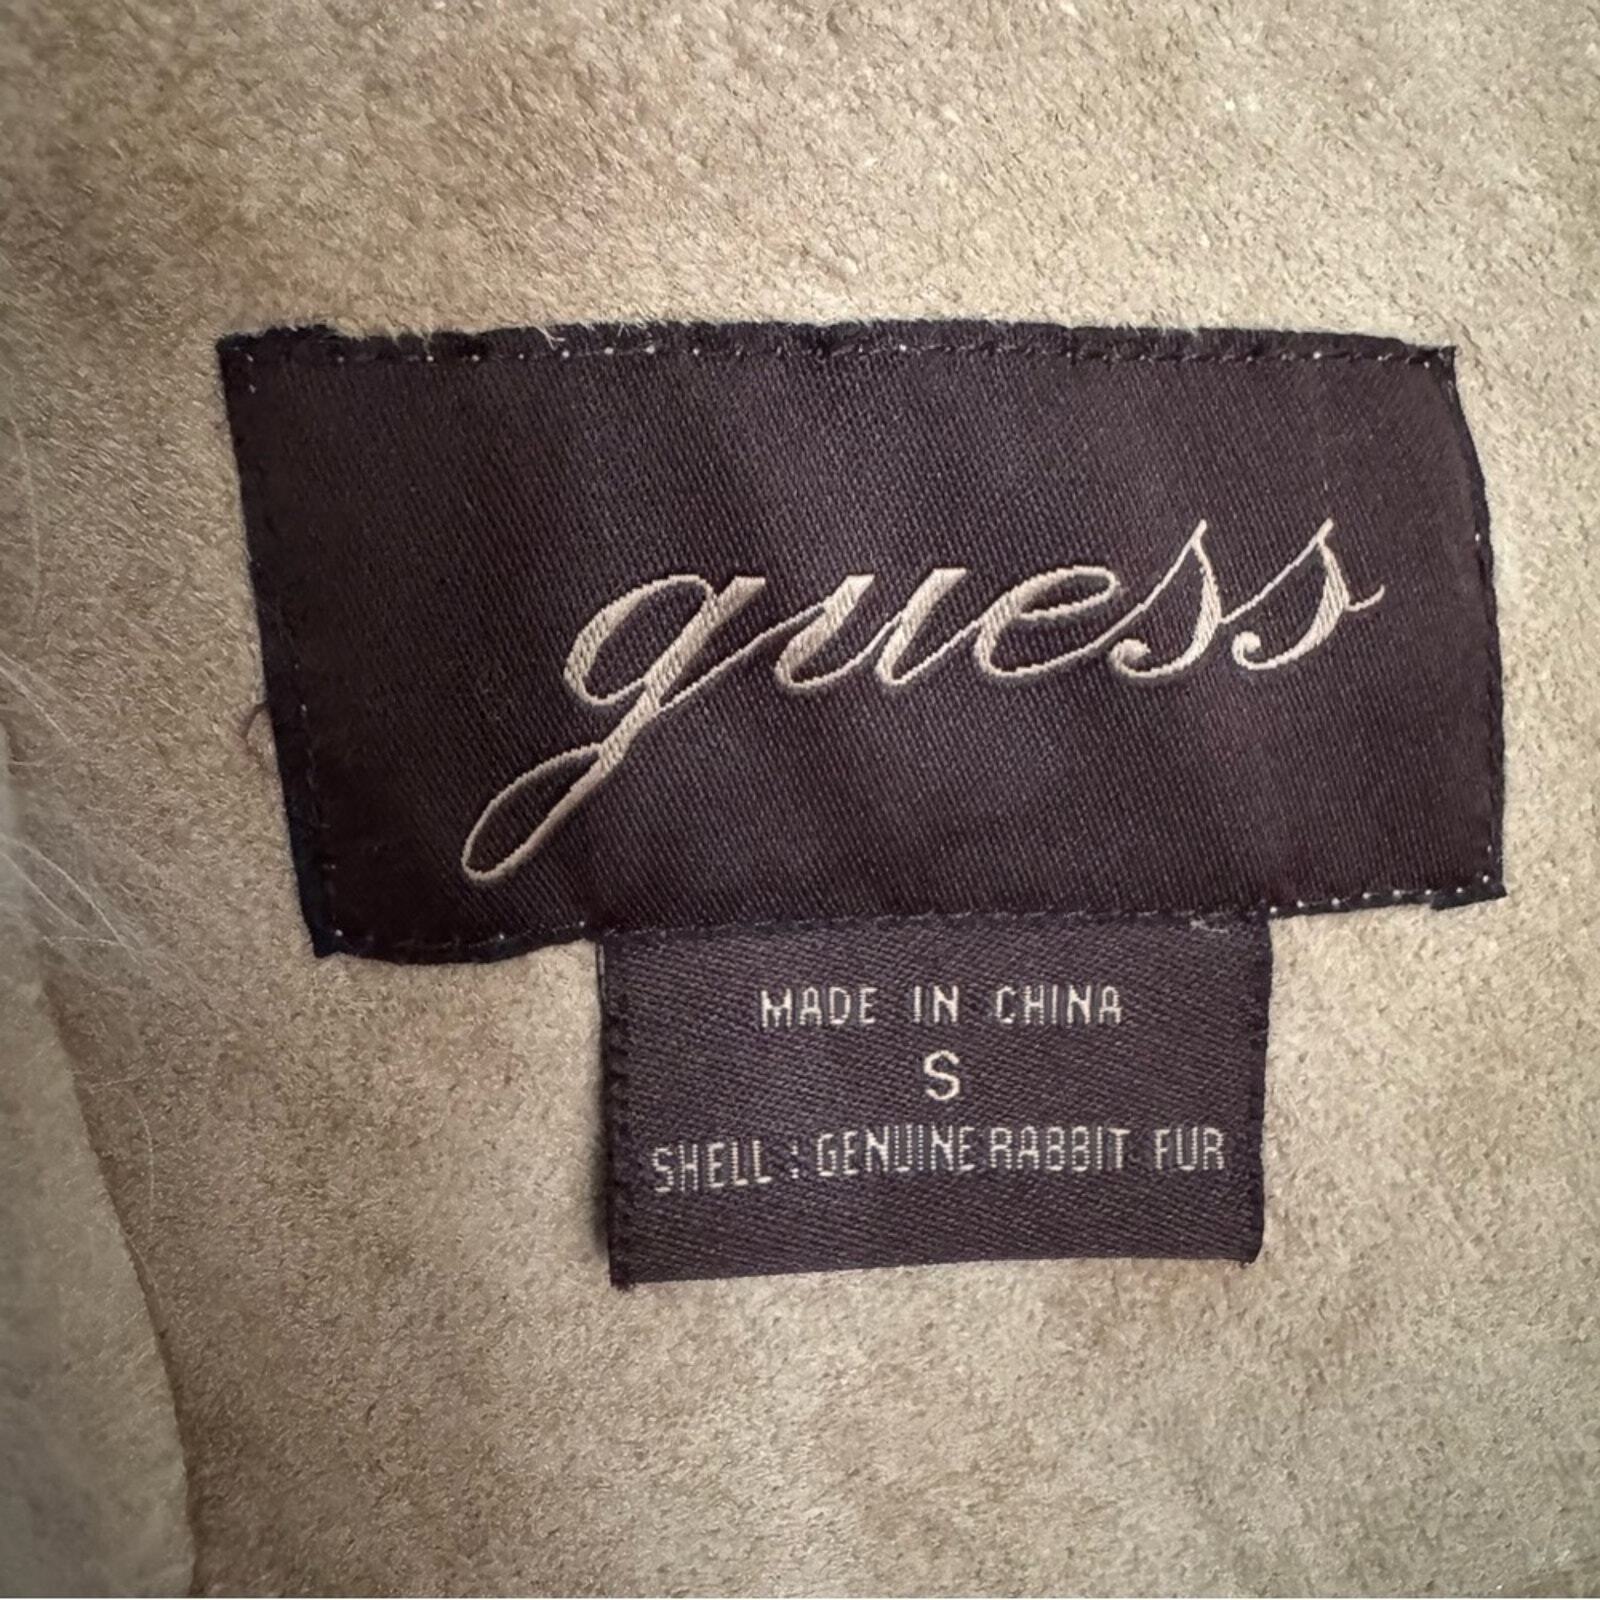 guess
MADE IN CHINA
S
SHELL : GENUINE RABBIT FUR